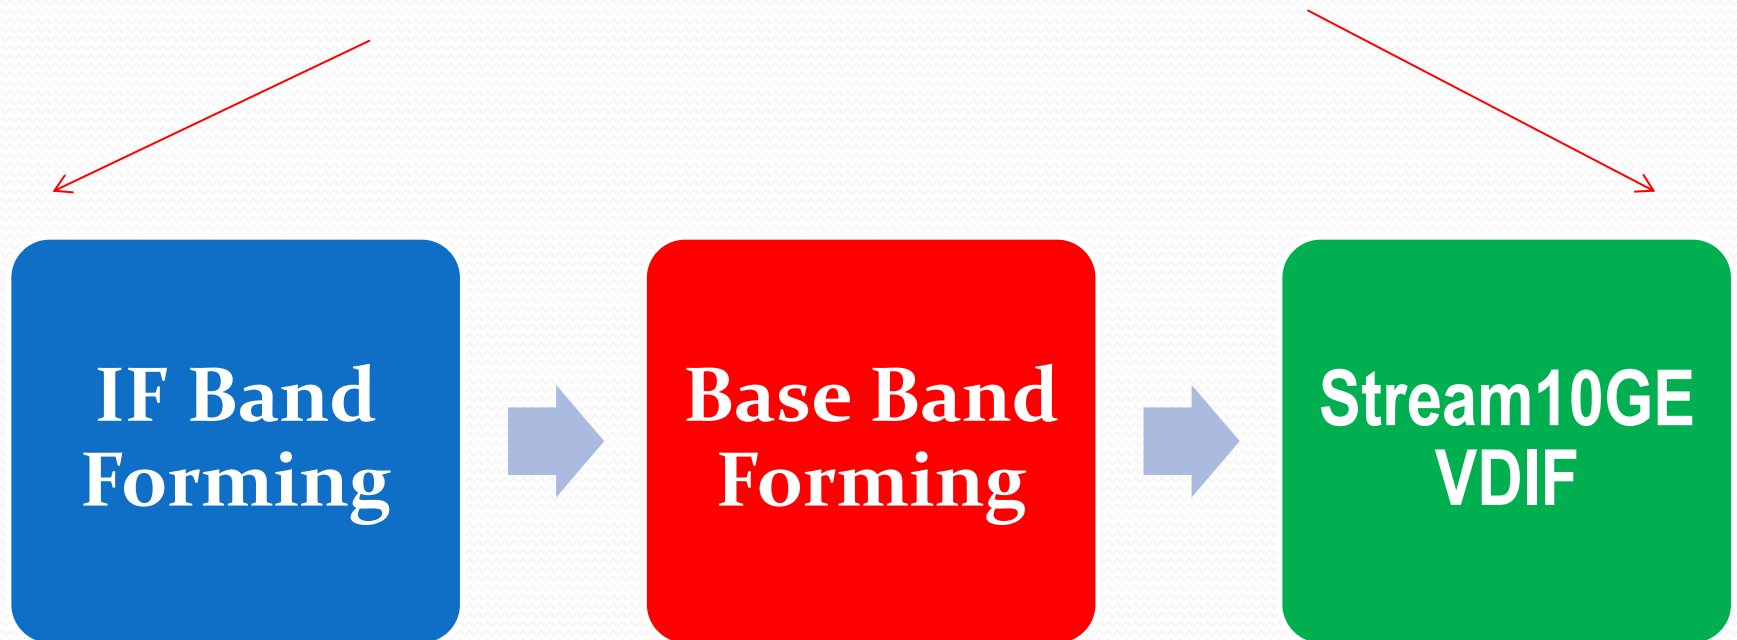 IF Band
Forming
Base Band
Forming
Stream10GE
VDIF